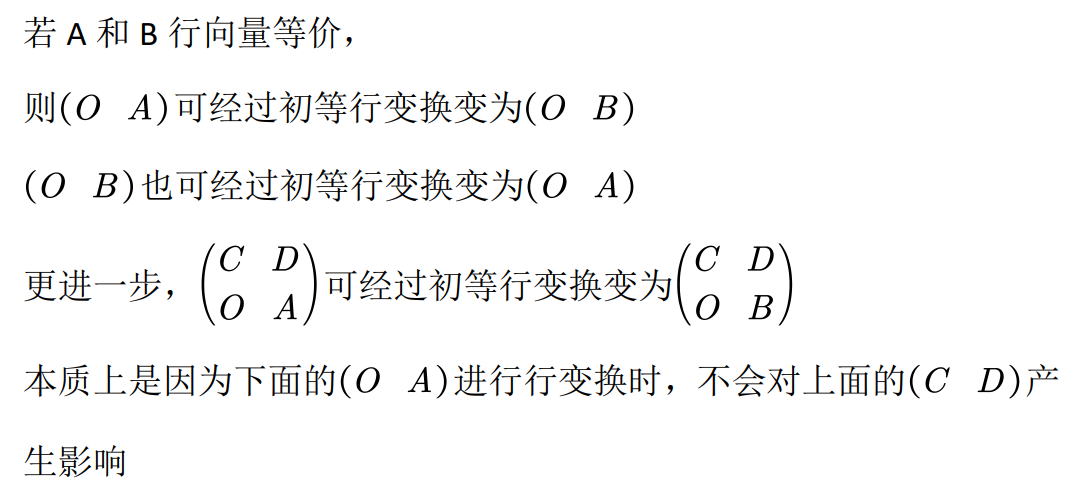 若 A 和 B 行向量等价，
则(O A)可经过初等行变换变为(O B)
(O B)也可经过初等行变换变为(O A)
更进一步，(C D
O A)可经过初等行变换变为(C D
O B)
本质上是因为下面的(O A)进行行变换时，不会对上面的(C D)产
生影响